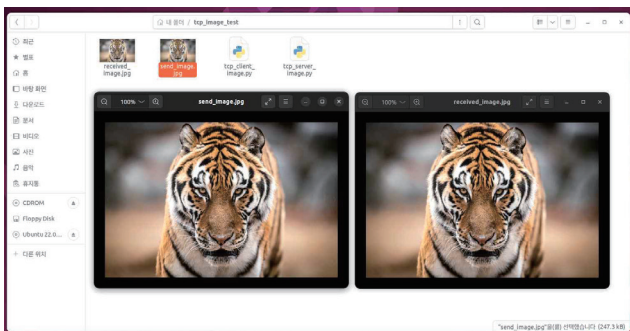 내 폴더 / tcp_image_test
최근
별표
홈
바탕 화면
다운로드
문서
비디오
사진
음악
휴지통
CDROM
Floppy Disk
Ubuntu 22.0...
다른 위치
received_
image.jpg
send_image.
jpg
tcp_client_
image.py
tcp_server_
image.py
100%
send_image.jpg
100%
received_image.jpg
"send_image.jpg"을(를) 선택했습니다 (247.3 kB)